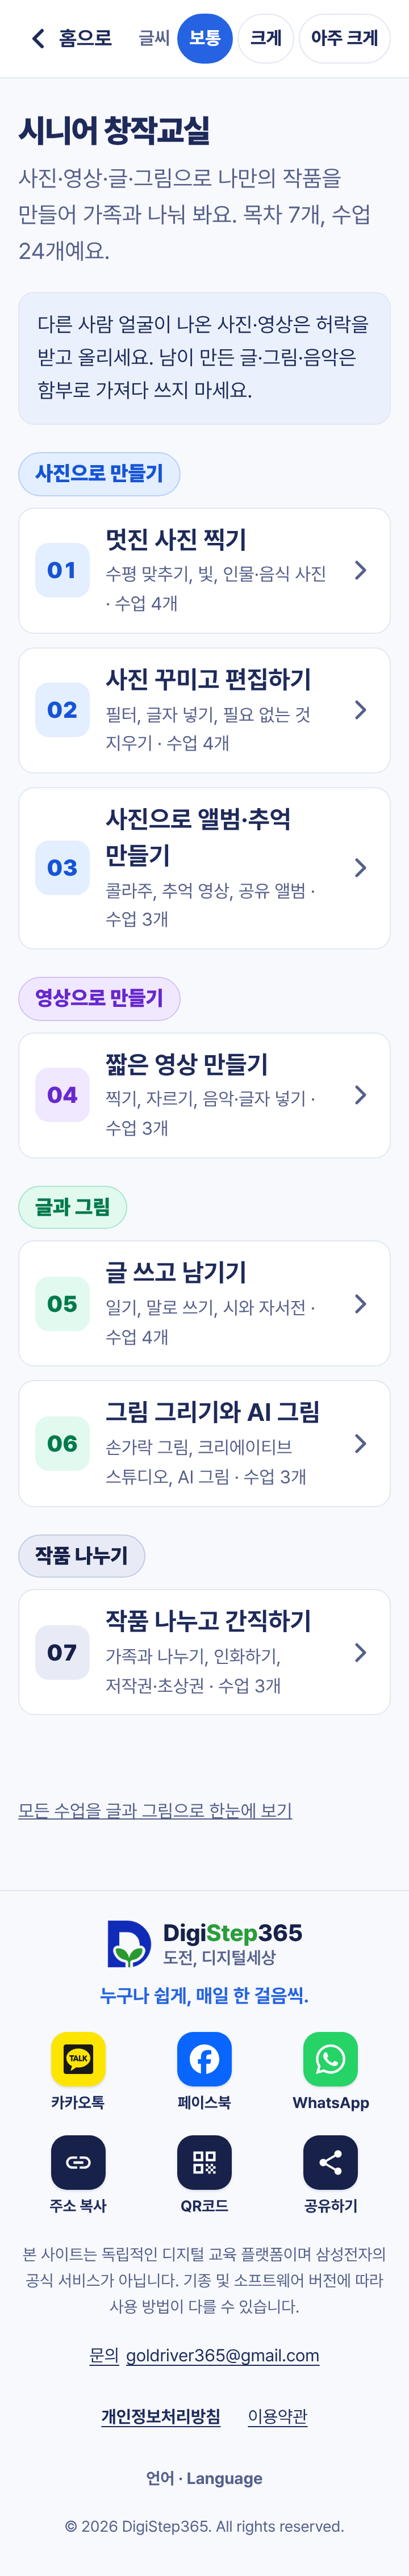 홈으로
글씨
보통
크게
아주 크게
시니어 창작교실
사진·영상·글·그림으로 나만의 작품을
만들어 가족과 나눠 봐요. 목차 7개, 수업
24개예요.
다른 사람 얼굴이 나온 사진·영상은 허락을
받고 올리세요. 남이 만든 글·그림·음악은
함부로 가져다 쓰지 마세요.
사진으로 만들기
01
멋진 사진 찍기
수평 맞추기, 빛, 인물·음식 사진
· 수업 4개
02
사진 꾸미고 편집하기
필터, 글자 넣기, 필요 없는 것
지우기 · 수업 4개
03
사진으로 앨범·추억
만들기
콜라주, 추억 영상, 공유 앨범 ·
수업 3개
영상으로 만들기
04
짧은 영상 만들기
찍기, 자르기, 음악·글자 넣기 ·
수업 3개
글과 그림
05
글 쓰고 남기기
일기, 말로 쓰기, 시와 자서전 ·
수업 4개
06
그림 그리기와 AI 그림
손가락 그림, 크리에이티브
스튜디오, AI 그림 · 수업 3개
작품 나누기
07
작품 나누고 간직하기
가족과 나누기, 인화하기,
저작권·초상권 · 수업 3개
모든 수업을 글과 그림으로 한눈에 보기
DigiStep365
도전, 디지털세상
누구나 쉽게, 매일 한 걸음씩.
TALK
카카오톡
페이스북
WhatsApp
주소 복사
QR코드
공유하기
본 사이트는 독립적인 디지털 교육 플랫폼이며 삼성전자의
공식 서비스가 아닙니다. 기종 및 소프트웨어 버전에 따라
사용 방법이 다를 수 있습니다.
문의 goldriver365@gmail.com
개인정보처리방침
이용약관
언어 · Language
© 2026 DigiStep365. All rights reserved.